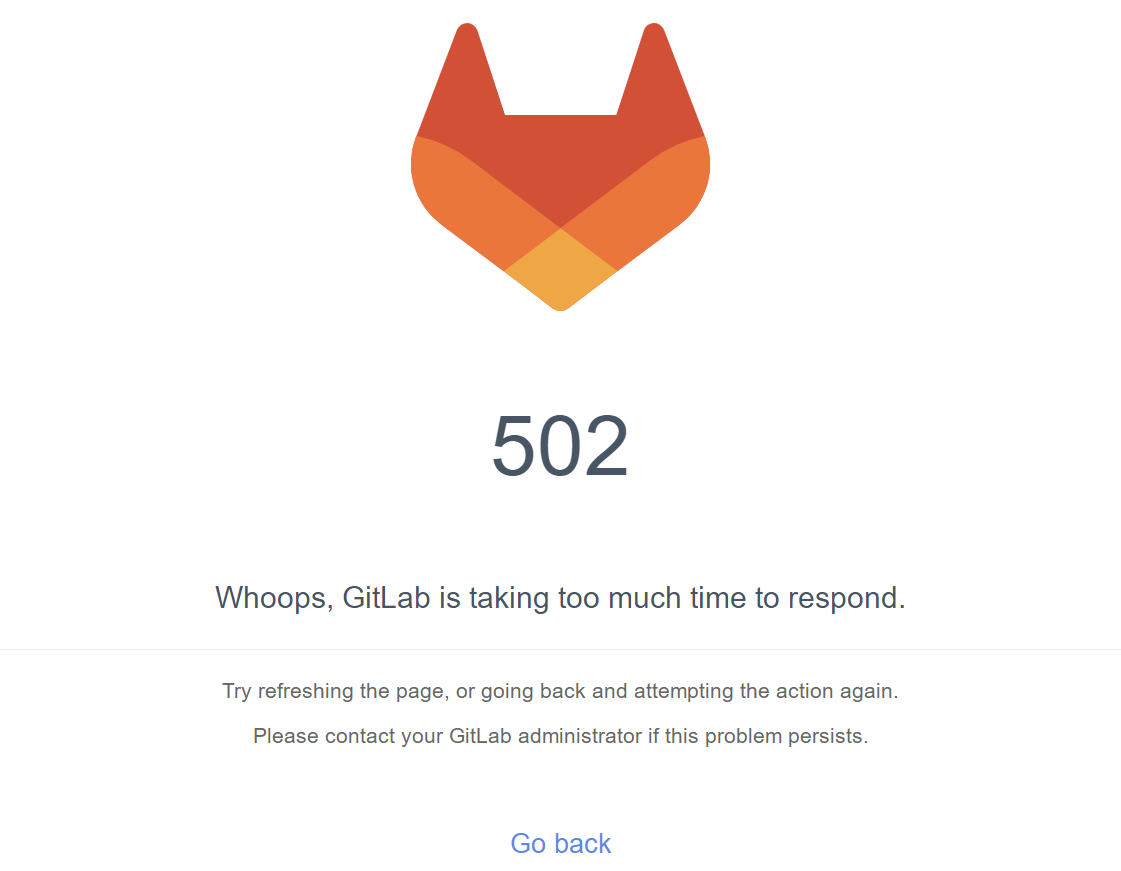 502
Whoops, GitLab is taking too much time to respond.
Try refreshing the page, or going back and attempting the action again.
Please contact your GitLab administrator if this problem persists.
Go back